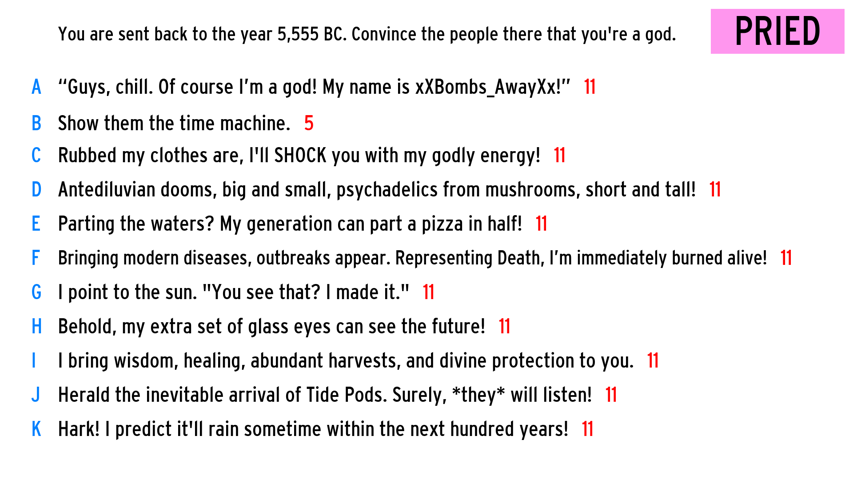 You are sent back to the year 5,555 BC. Convince the people there that you're a god.
PRIED
A “Guys, chill. Of course I’m a god! My name is xXBombs_AwayXx!” 11
B Show them the time machine. 5
C Rubbed my clothes are, I'll SHOCK you with my godly energy! 11
D Antediluvian dooms, big and small, psychadelics from mushrooms, short and tall! 11
E Parting the waters? My generation can part a pizza in half! 11
F Bringing modern diseases, outbreaks appear. Representing Death, I’m immediately burned alive! 11
G I point to the sun. "You see that? I made it." 11
H Behold, my extra set of glass eyes can see the future! 11
I I bring wisdom, healing, abundant harvests, and divine protection to you. 11
J Herald the inevitable arrival of Tide Pods. Surely, *they* will listen! 11
K Hark! I predict it'll rain sometime within the next hundred years! 11